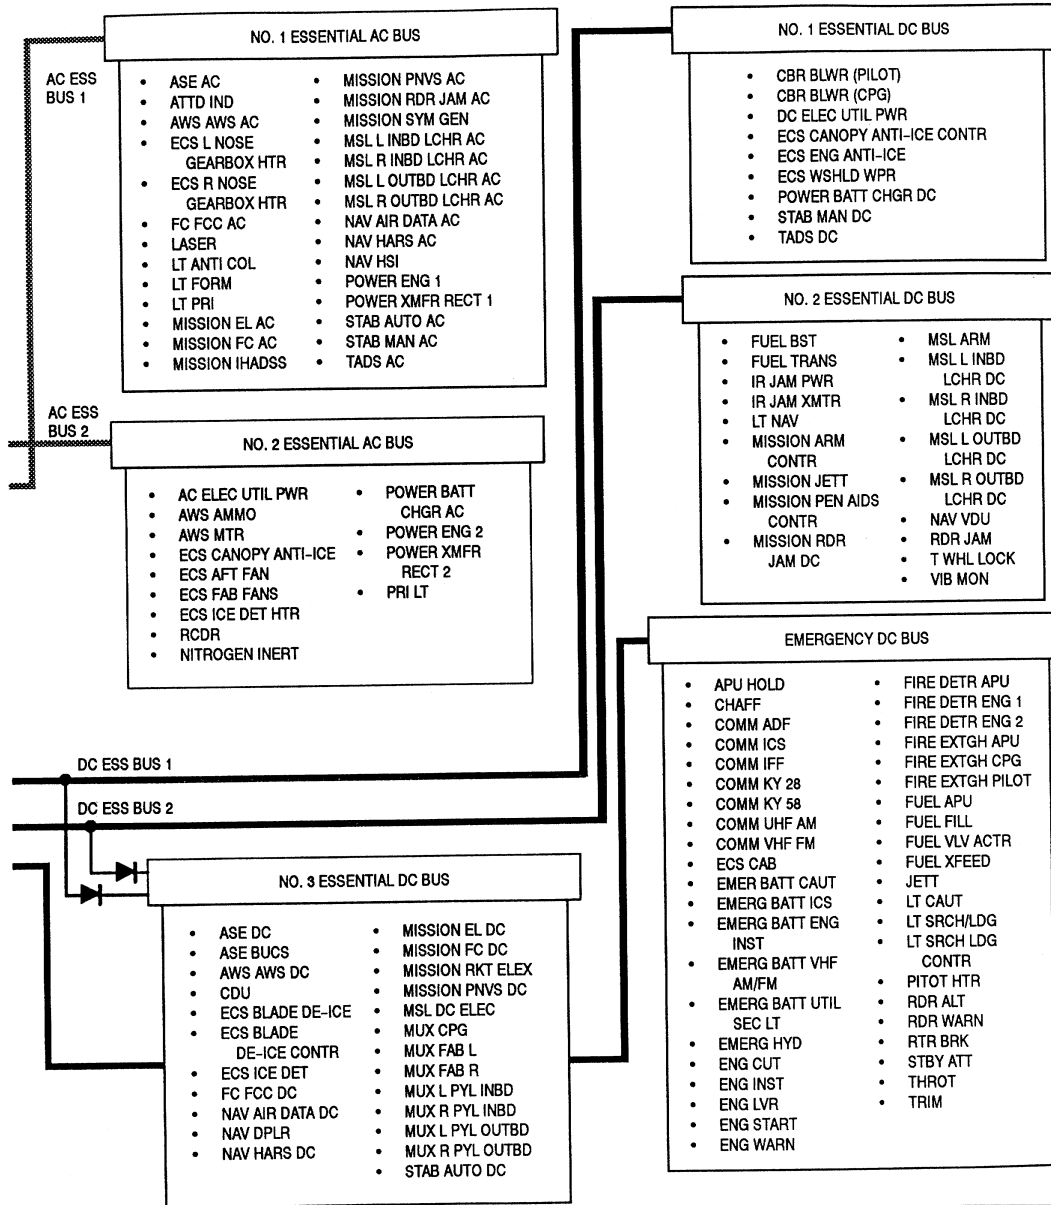 AC ESS
BUS 1
NO. 1 ESSENTIAL AC BUS
• ASE AC
• ATTD IND
• AWS AWS AC
• ECS L NOSE
GEARBOX HTR
• ECS R NOSE
GEARBOX HTR
• FC FCC AC
• LASER
• LT ANTI COL
• LT FORM
• LT PRI
• MISSION EL AC
• MISSION FC AC
• MISSION IHADSS
• MISSION PNVS AC
• MISSION RDR JAM AC
• MISSION SYM GEN
• MSL L INBD LCHR AC
• MSL R INBD LCHR AC
• MSL L OUTBD LCHR AC
• MSL R OUTBD LCHR AC
• NAV AIR DATA AC
• NAV HARS AC
• NAV HSI
• POWER ENG 1
• POWER XMFR RECT 1
• STAB AUTO AC
• STAB MAN AC
• TADS AC
AC ESS
BUS 2
NO. 2 ESSENTIAL AC BUS
• AC ELEC UTIL PWR
• AWS AMMO
• AWS MTR
• ECS CANOPY ANTI-ICE
• ECS AFT FAN
• ECS FAB FANS
• ECS ICE DET HTR
• RCDR
• NITROGEN INERT
• POWER BATT
CHGR AC
• POWER ENG 2
• POWER XMFR
RECT 2
• PRI LT
NO. 1 ESSENTIAL DC BUS
• CBR BLWR (PILOT)
• CBR BLWR (CPG)
• DC ELEC UTIL PWR
• ECS CANOPY ANTI-ICE CONTR
• ECS ENG ANTI-ICE
• ECS WSHLD WPR
• POWER BATT CHGR DC
• STAB MAN DC
• TADS DC
NO. 2 ESSENTIAL DC BUS
• FUEL BST
• FUEL TRANS
• IR JAM PWR
• IR JAM XMTR
• LT NAV
• MISSION ARM
CONTR
• MISSION JETT
• MISSION PEN AIDS
CONTR
• MISSION RDR
JAM DC
• MSL ARM
• MSL L INBD
LCHR DC
• MSL R INBD
LCHR DC
• MSL L OUTBD
LCHR DC
• MSL R OUTBD
LCHR DC
• NAV VDU
• RDR JAM
• T WHL LOCK
• VIB MON
DC ESS BUS 1
DC ESS BUS 2
NO. 3 ESSENTIAL DC BUS
• ASE DC
• ASE BUCS
• AWS AWS DC
• CDU
• ECS BLADE DE-ICE
• ECS BLADE
DE-ICE CONTR
• ECS ICE DET
• FC FCC DC
• NAV AIR DATA DC
• NAV DPLR
• NAV HARS DC
• MISSION EL DC
• MISSION FC DC
• MISSION RKT ELEX
• MISSION PNVS DC
• MSL DC ELEC
• MUX CPG
• MUX FAB L
• MUX FAB R
• MUX L PYL INBD
• MUX R PYL INBD
• MUX L PYL OUTBD
• MUX R PYL OUTBD
• STAB AUTO DC
EMERGENCY DC BUS
• APU HOLD
• CHAFF
• COMM ADF
• COMM ICS
• COMM IFF
• COMM KY 28
• COMM KY 58
• COMM UHF AM
• COMM VHF FM
• ECS CAB
• EMER BATT CAUT
• EMERG BATT ICS
• EMERG BATT ENG
INST
• EMERG BATT VHF
AM/FM
• EMERG BATT UTIL
SEC LT
• EMERG HYD
• ENG CUT
• ENG INST
• ENG LVR
• ENG START
• ENG WARN
• FIRE DETR APU
• FIRE DETR ENG 1
• FIRE DETR ENG 2
• FIRE EXTGH APU
• FIRE EXTGH CPG
• FIRE EXTGH PILOT
• FUEL APU
• FUEL FILL
• FUEL VLV ACTR
• FUEL XFEED
• JETT
• LT CAUT
• LT SRCH/LDG
• LT SRCH LDG
CONTR
• PITOT HTR
• RDR ALT
• RDR WARN
• RTR BRK
• STBY ATT
• THROT
• TRIM